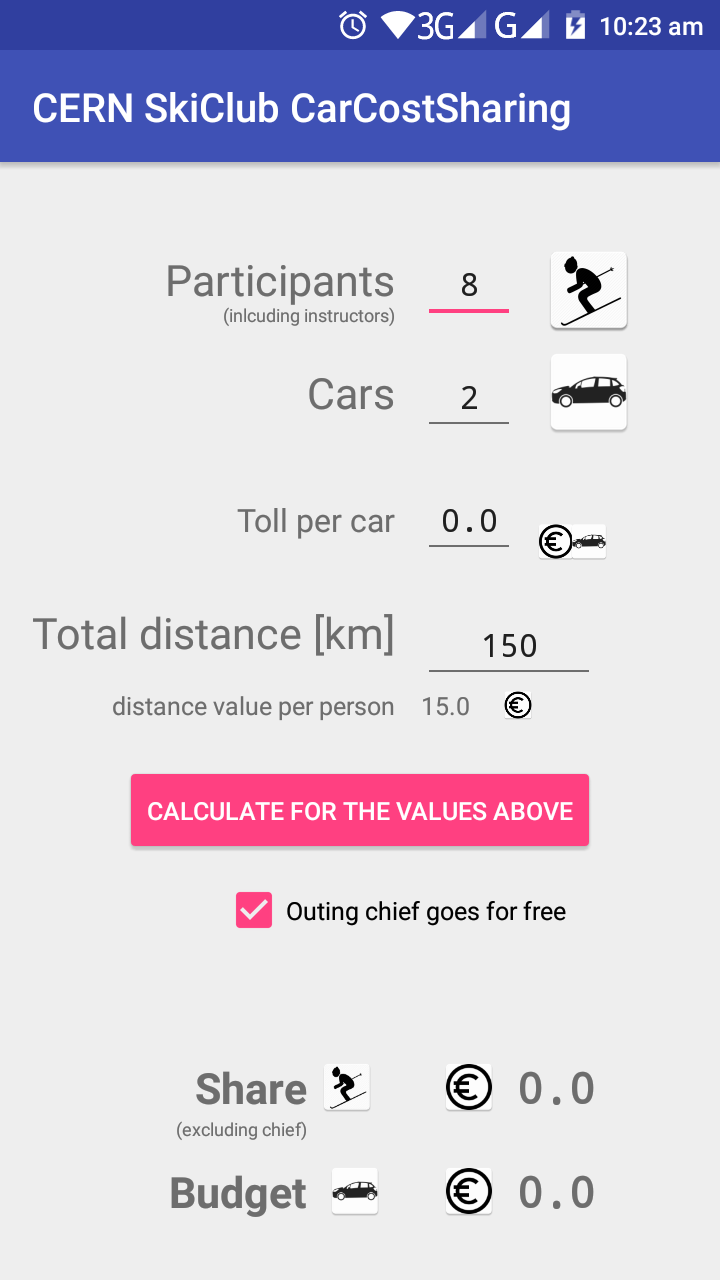 3G G 10:23 am
CERN SkiClub CarCostSharing
Participants 8
(inlcuding instructors)
Cars 2
Toll per car 0.0 €
Total distance [km] 150
distance value per person 15.0 €
CALCULATE FOR THE VALUES ABOVE
Outing chief goes for free
Share € 0.0
(excluding chief)
Budget € 0.0